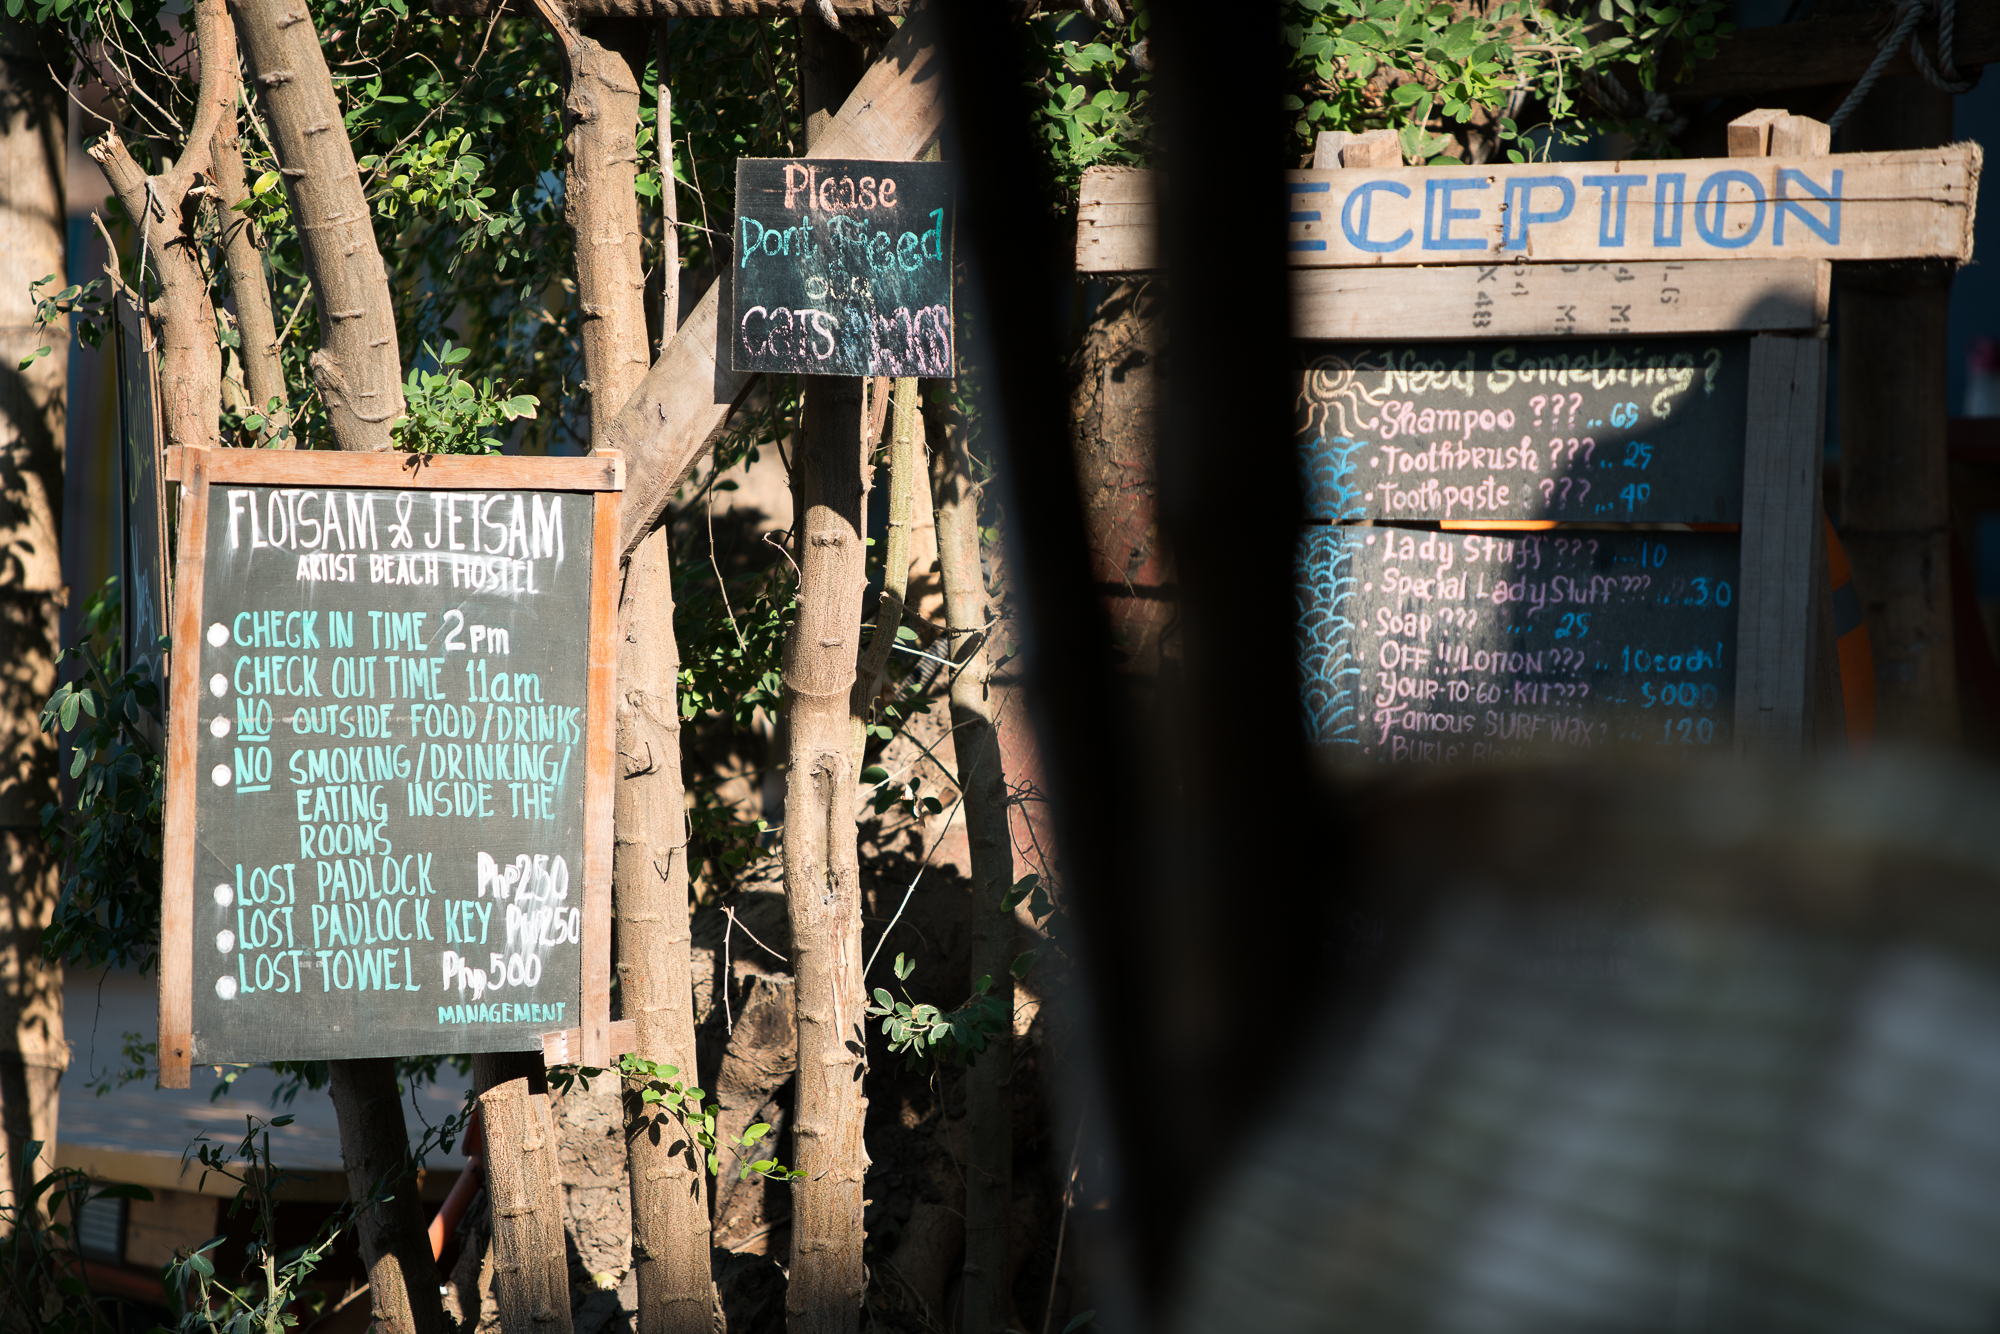 FLOTSAM & JETSAM
ARTIST BEACH HOSTEL
CHECK IN TIME 2pm
CHECK OUT TIME 11am
NO OUTSIDE FOOD/DRINKS
NO SMOKING/DRINKING/
EATING INSIDE THE
ROOMS
LOST PADLOCK Php250
LOST PADLOCK KEY Php250
LOST TOWEL Php500
MANAGEMENT
Please
Dont Feed
our
CATS
ECEPTION
Need Something?
Shampoo ???.. 65
Toothbrush ???.. 25
Toothpaste ???... 40
Lady Stuff ??? ...10
Special Lady Stuff ??? ....30
Soap ??? ... 25
OFF!!! LOTION ??? .. 10 each!
YOUR-TO-GO-KIT??? ... 500
Famous SURF Wax ... 120